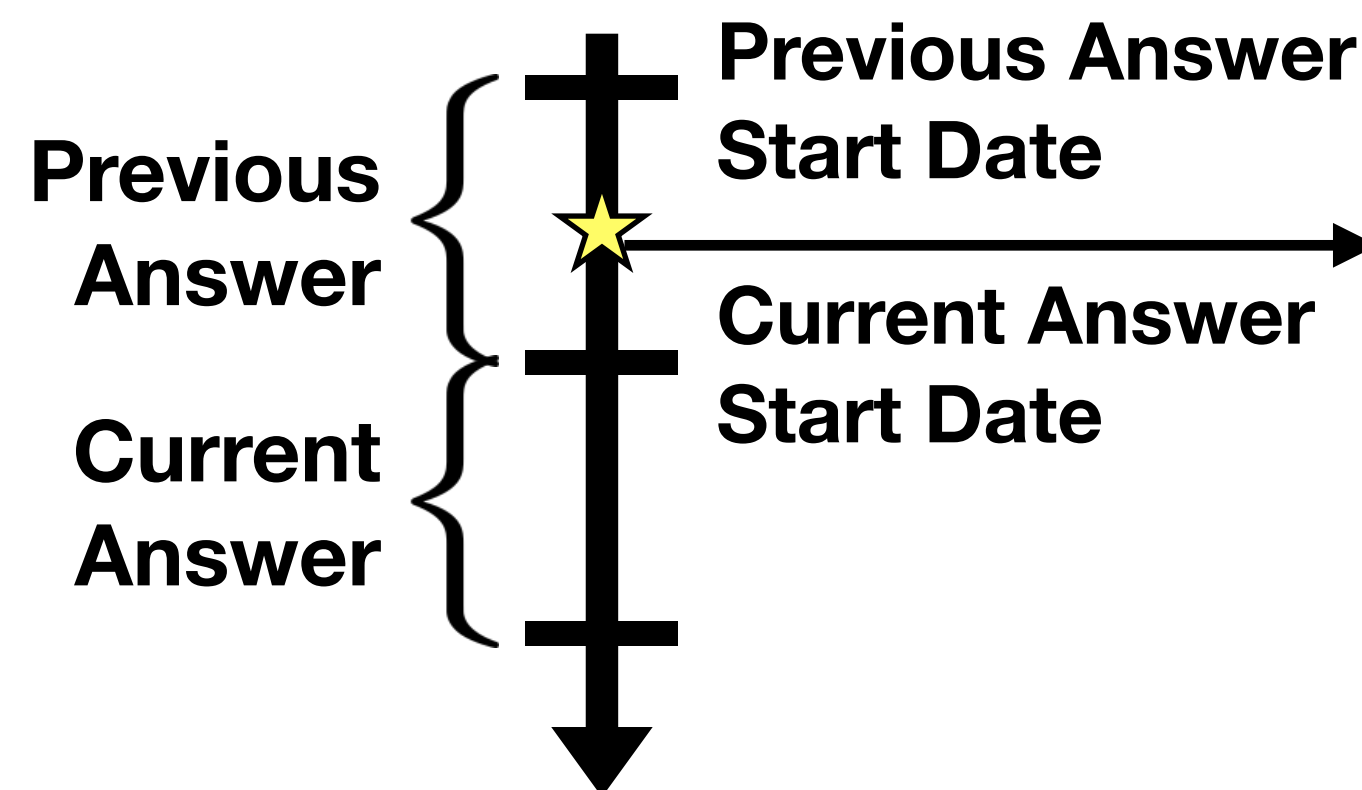 Previous Answer
Start Date
Previous
Answer
Current Answer
Start Date
Current
Answer